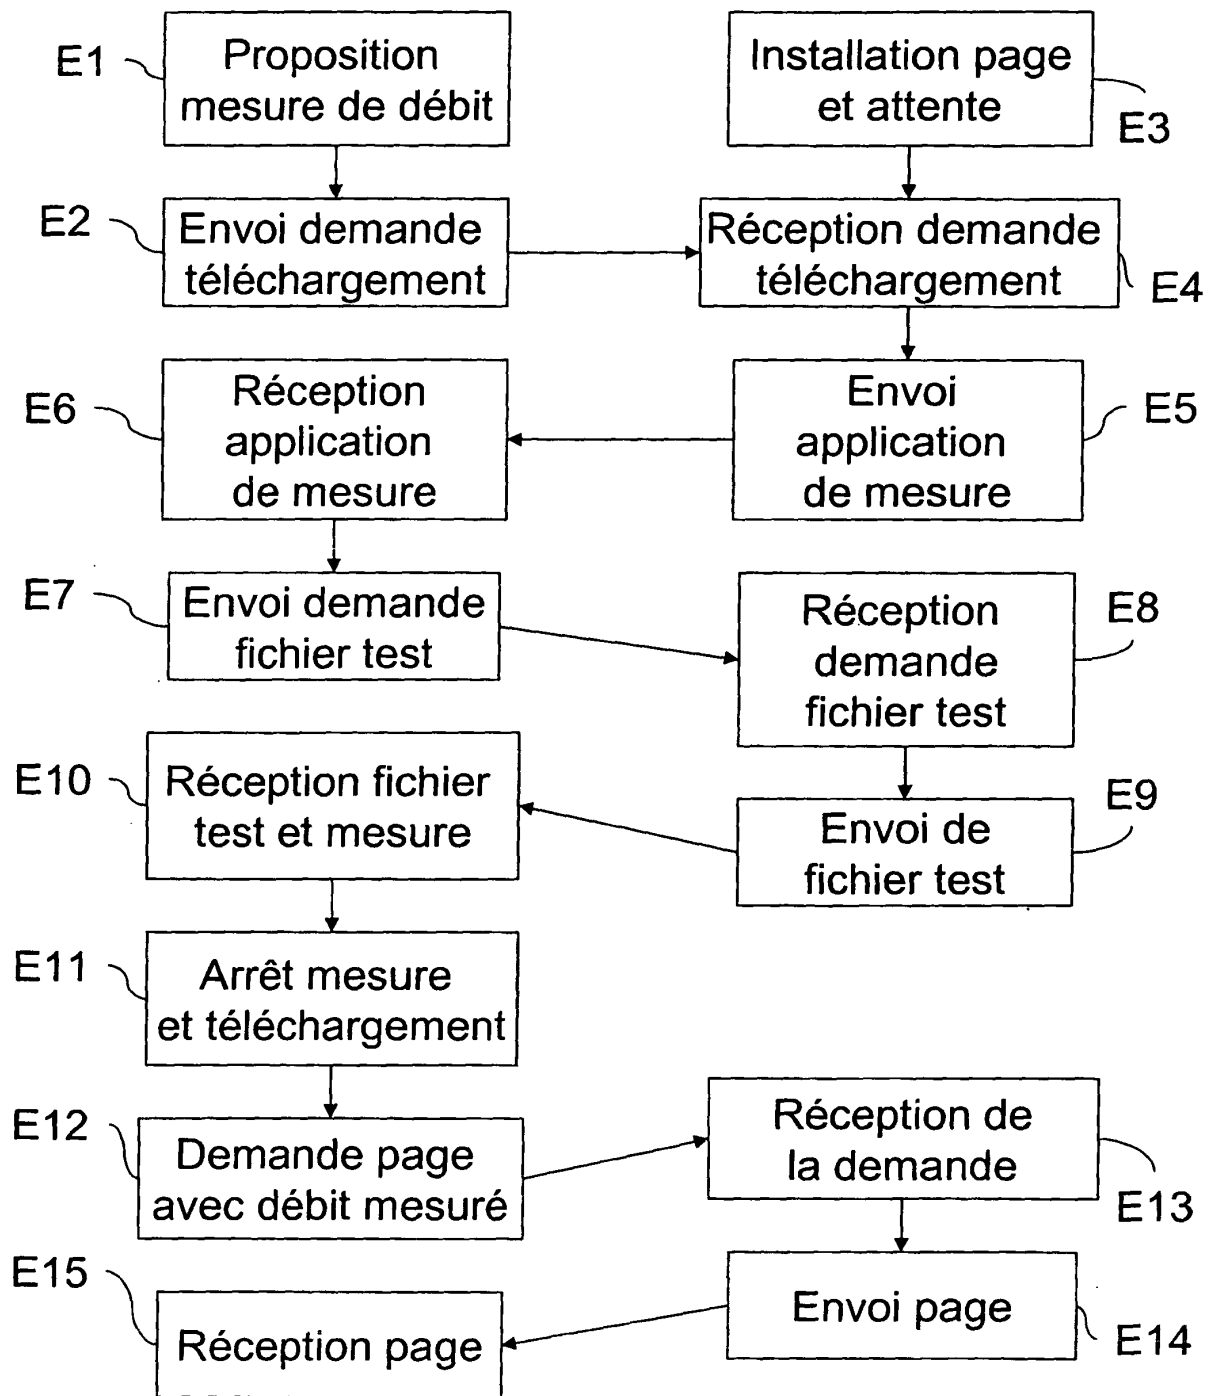 E1
Proposition
mesure de débit
Installation page
et attente
E3
E2
Envoi demande
téléchargement
Réception demande
téléchargement
E4
E6
Réception
application
de mesure
Envoi
application
de mesure
E5
E7
Envoi demande
fichier test
Réception
demande
fichier test
E8
E10
Réception fichier
test et mesure
Envoi de
fichier test
E9
E11
Arrêt mesure
et téléchargement
E12
Demande page
avec débit mesuré
Réception de
la demande
E13
E15
Réception page
Envoi page
E14